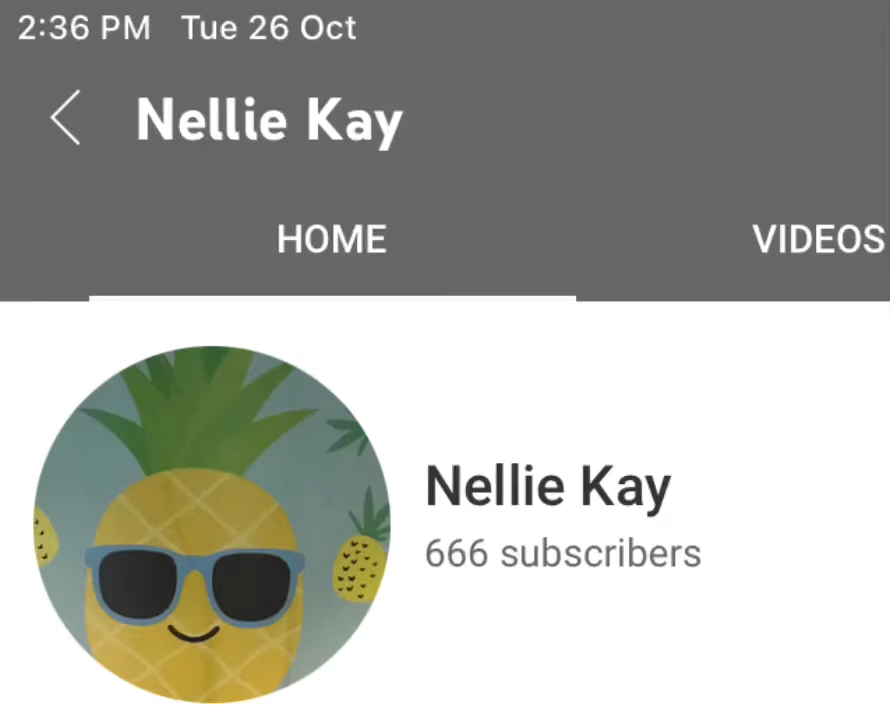 2:36 PM Tue 26 Oct
Nellie Kay
HOME VIDEOS
Nellie Kay
666 subscribers